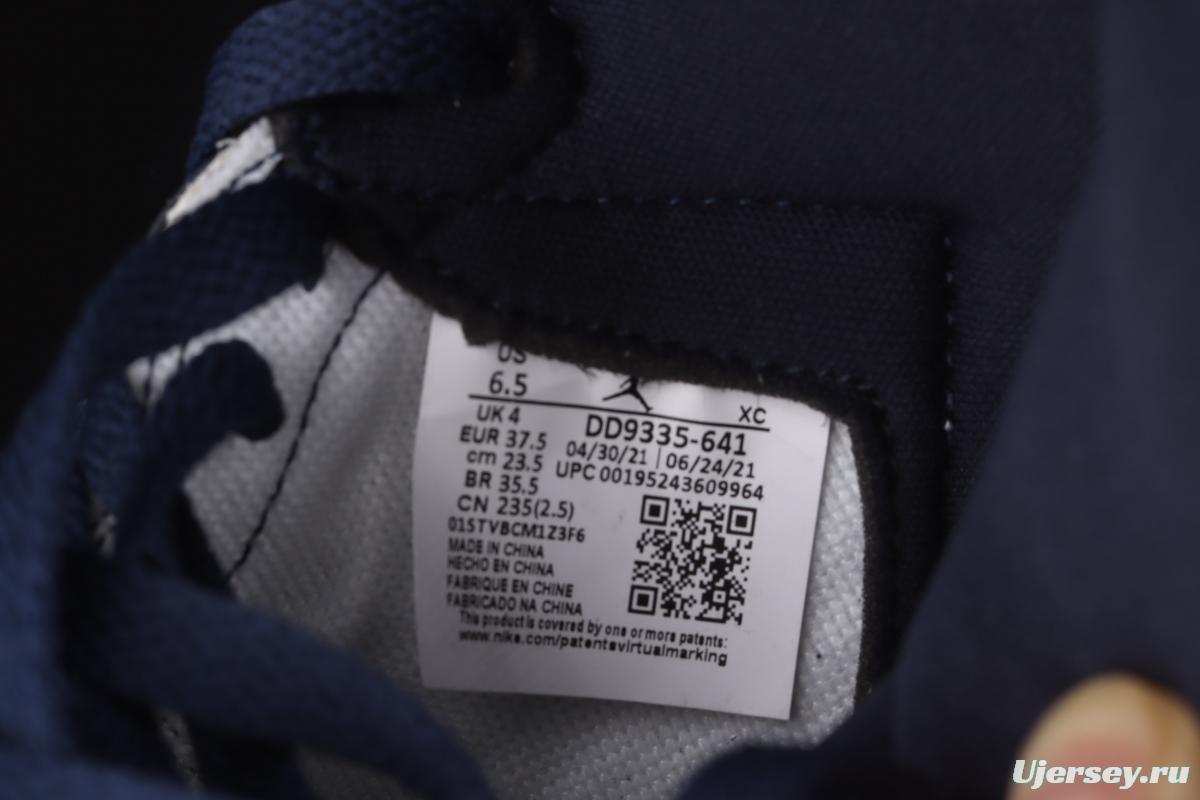 US
6.5
XC
UK 4
DD9335-641
EUR 37.5
04/30/21 | 06/24/21
cm 23.5
UPC 00195243609964
BR 35.5
CN 235(2.5)
01STVBCM1Z3F6
MADE IN CHINA
HECHO EN CHINA
FABRIQUE EN CHINE
FABRICADO NA CHINA
This product is covered by one or more patents:
www.nike.com/patentsvirtualmarking
Ujersey.ru